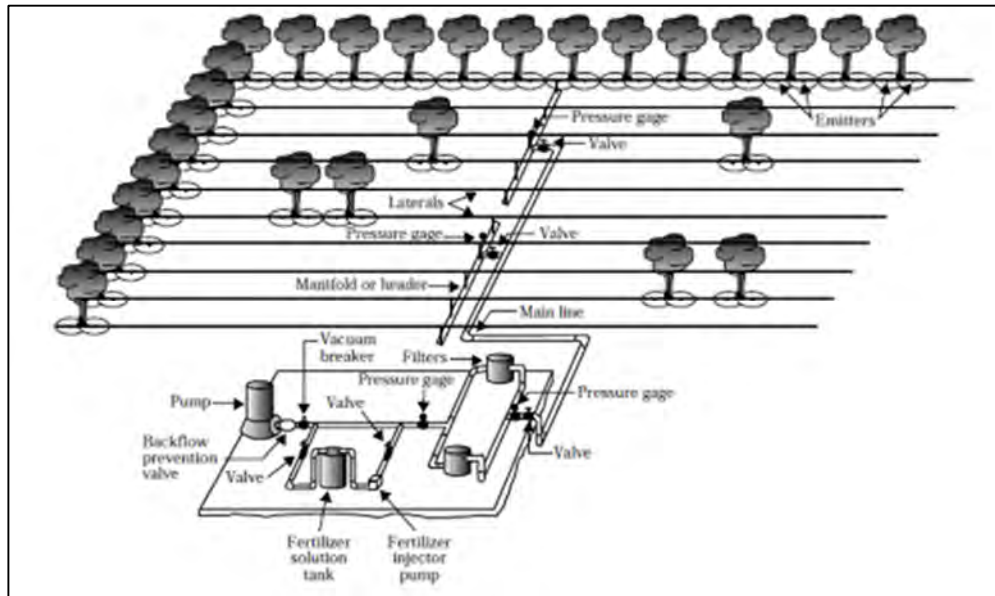 Pressure gage
Emitters
Valve
Laterals
Pressure gage
Valve
Manifold or header
Main line
Vacuum
breaker
Filters
Pressure gage
Pressure gage
Pump
Valve
Backflow
prevention
valve
Valve
Valve
Fertilizer
solution
tank
Fertilizer
injector
pump